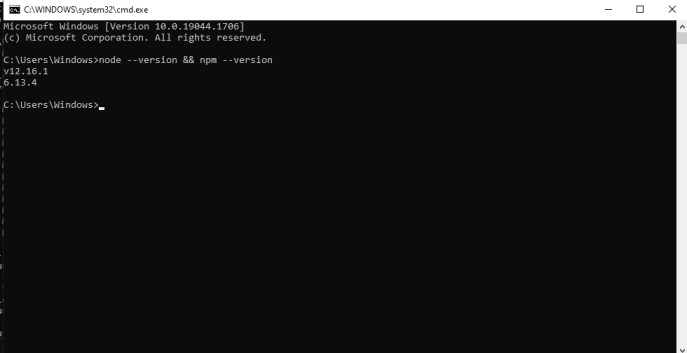 C:\WINDOWS\system32\cmd.exe
Microsoft Windows [Version 10.0.19044.1706]
(c) Microsoft Corporation. All rights reserved.
C:\Users\Windows>node --version && npm --version
v12.16.1
6.13.4
C:\Users\Windows>